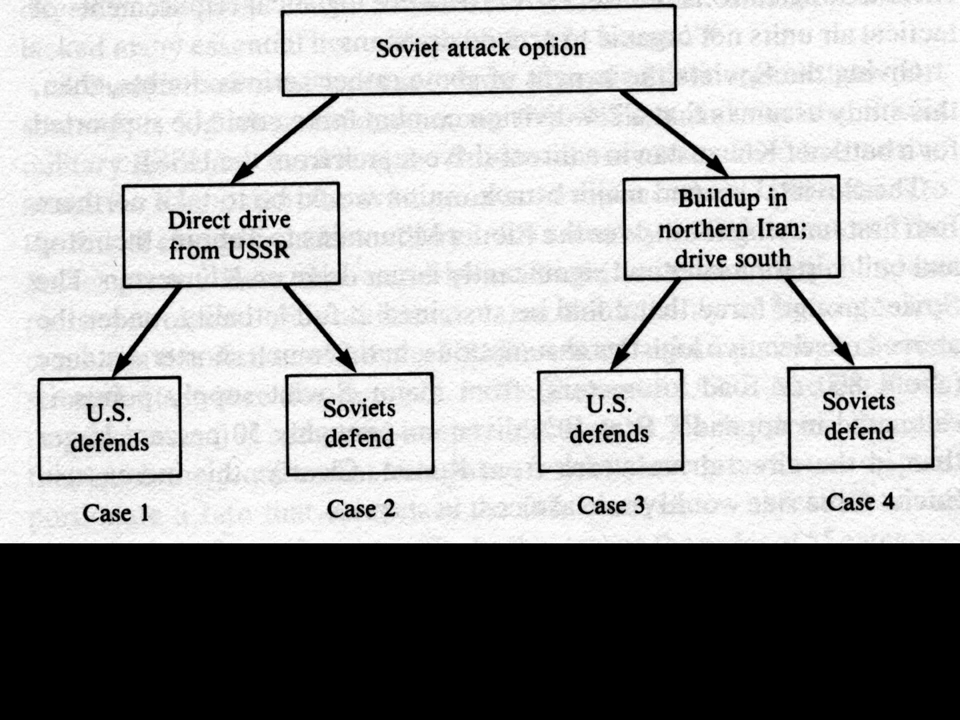 Soviet attack option
Direct drive
from USSR
Buildup in
northern Iran;
drive south
U.S.
defends
Soviets
defend
U.S.
defends
Soviets
defend
Case 1
Case 2
Case 3
Case 4